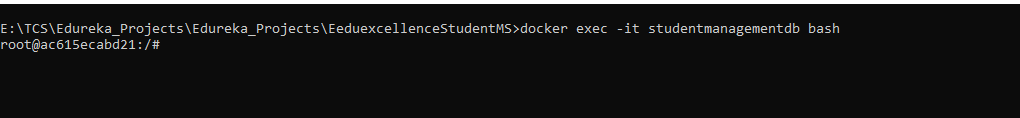 E:\TCS\Edureka_Projects\Edureka_Projects\EeduexcellenceStudentMS>docker exec -it studentmanagementdb bash
root@ac615ecabd21:/#